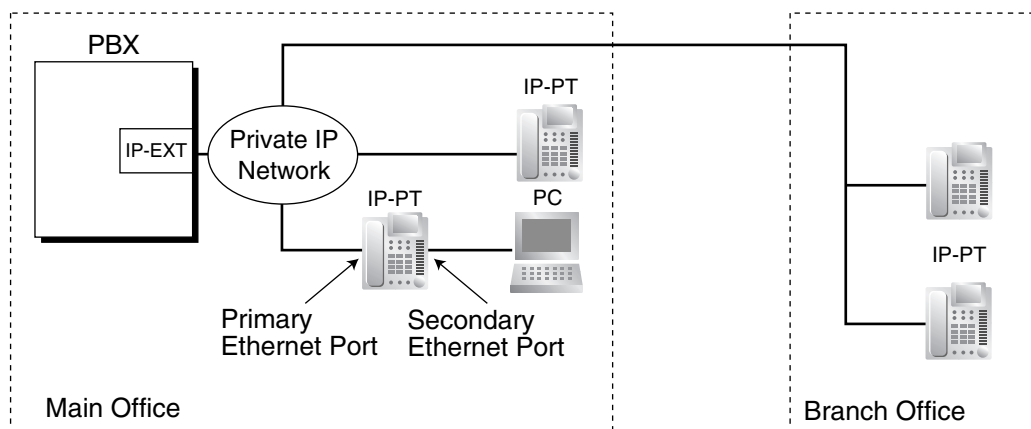 PBX
IP-EXT
Private IP
Network
IP-PT
IP-PT
PC
Primary
Ethernet Port
Secondary
Ethernet Port
Main Office
IP-PT
Branch Office